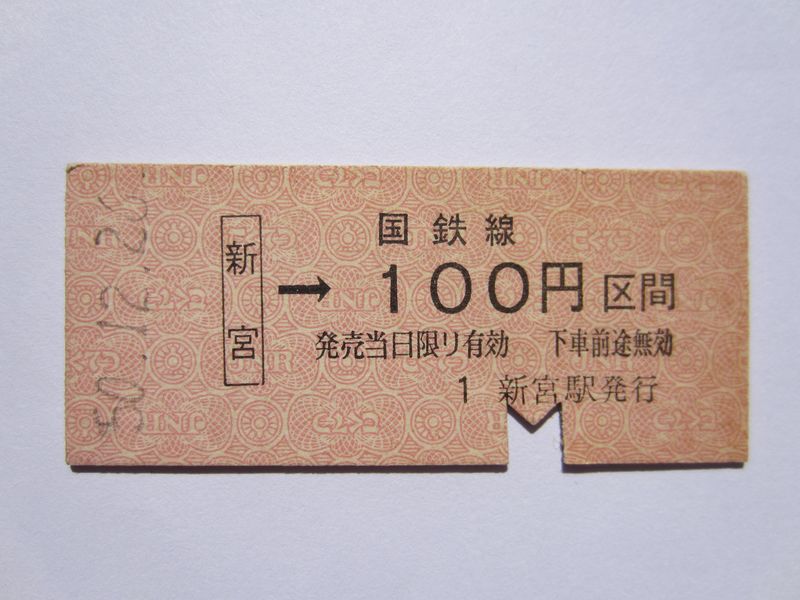 50.12.20
新宮
国鉄線
→ 100円 区間
発売当日限リ有効 下車前途無効
1 新宮駅発行